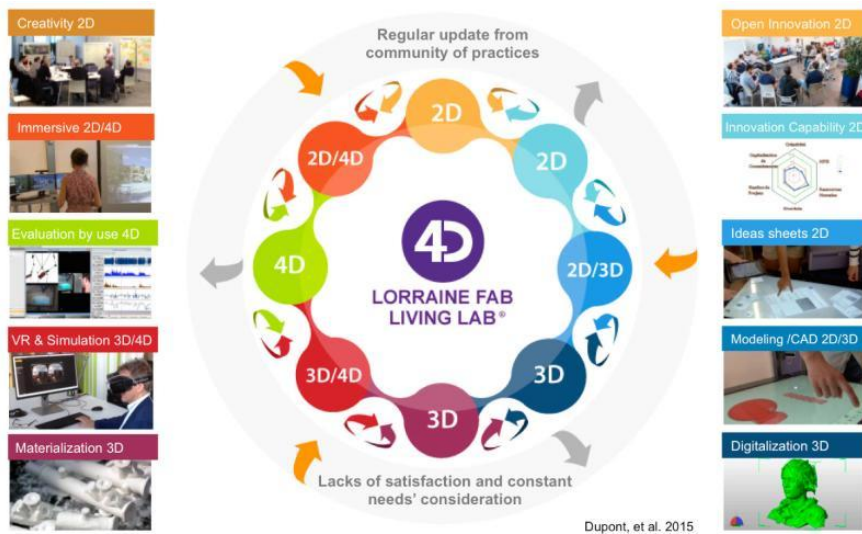 Creativity 2D
Immersive 2D/4D
Evaluation by use 4D
VR & Simulation 3D/4D
Materialization 3D
Regular update from
community of practices
2D
2D
2D/3D
3D
3D
3D/4D
4D
2D/4D
4D
LORRAINE FAB
LIVING LAB®
Lacks of satisfaction and constant
needs' consideration
Dupont, et al. 2015
Open Innovation 2D
Innovation Capability 2D
Ideas sheets 2D
Modeling /CAD 2D/3D
Digitalization 3D